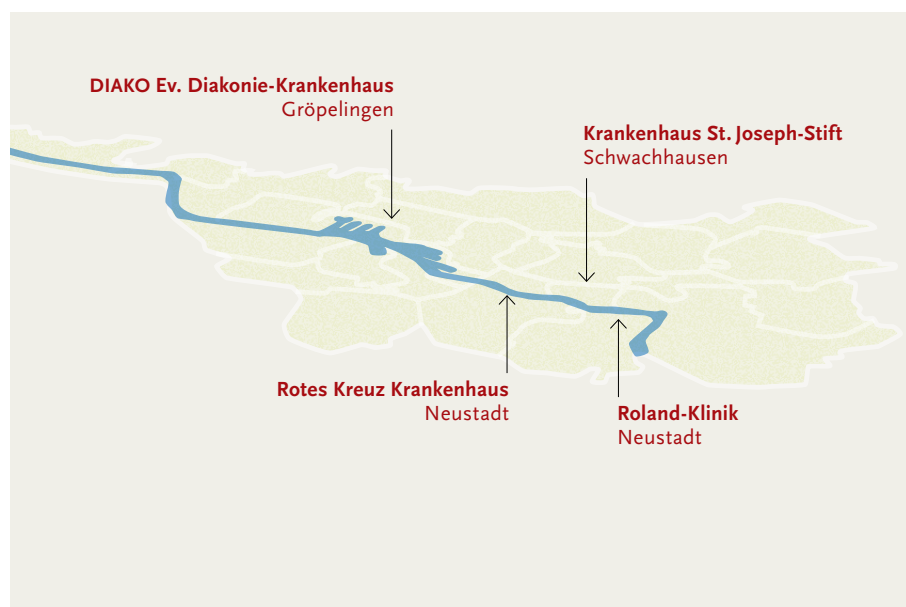 DIAKO Ev. Diakonie-Krankenhaus
Gröpelingen
Krankenhaus St. Joseph-Stift
Schwachhausen
Rotes Kreuz Krankenhaus
Neustadt
Roland-Klinik
Neustadt